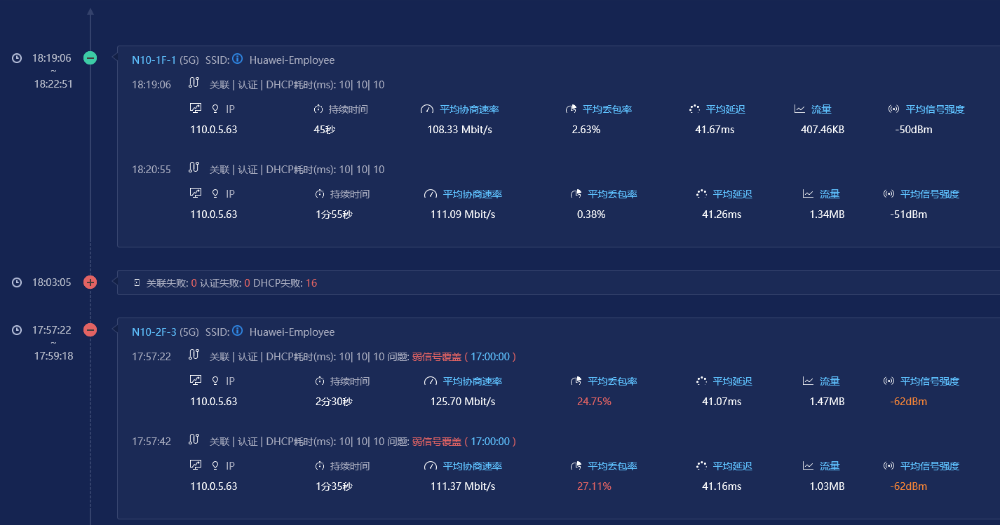 18:19:06
~
18:22:51
N10-1F-1 (5G) SSID: Huawei-Employee
18:19:06 关联 | 认证 | DHCP耗时(ms): 10| 10| 10
IP 持续时间 平均协商速率 平均丢包率 平均延迟 流量 平均信号强度
110.0.5.63 45秒 108.33 Mbit/s 2.63% 41.67ms 407.46KB -50dBm
18:20:55 关联 | 认证 | DHCP耗时(ms): 10| 10| 10
IP 持续时间 平均协商速率 平均丢包率 平均延迟 流量 平均信号强度
110.0.5.63 1分55秒 111.09 Mbit/s 0.38% 41.26ms 1.34MB -51dBm
18:03:05 关联失败: 0 认证失败: 0 DHCP失败: 16
17:57:22
~
17:59:18
N10-2F-3 (5G) SSID: Huawei-Employee
17:57:22 关联 | 认证 | DHCP耗时(ms): 10| 10| 10 问题: 弱信号覆盖 ( 17:00:00 )
IP 持续时间 平均协商速率 平均丢包率 平均延迟 流量 平均信号强度
110.0.5.63 2分30秒 125.70 Mbit/s 24.75% 41.07ms 1.47MB -62dBm
17:57:42 关联 | 认证 | DHCP耗时(ms): 10| 10| 10 问题: 弱信号覆盖 ( 17:00:00 )
IP 持续时间 平均协商速率 平均丢包率 平均延迟 流量 平均信号强度
110.0.5.63 1分35秒 111.37 Mbit/s 27.11% 41.16ms 1.03MB -62dBm